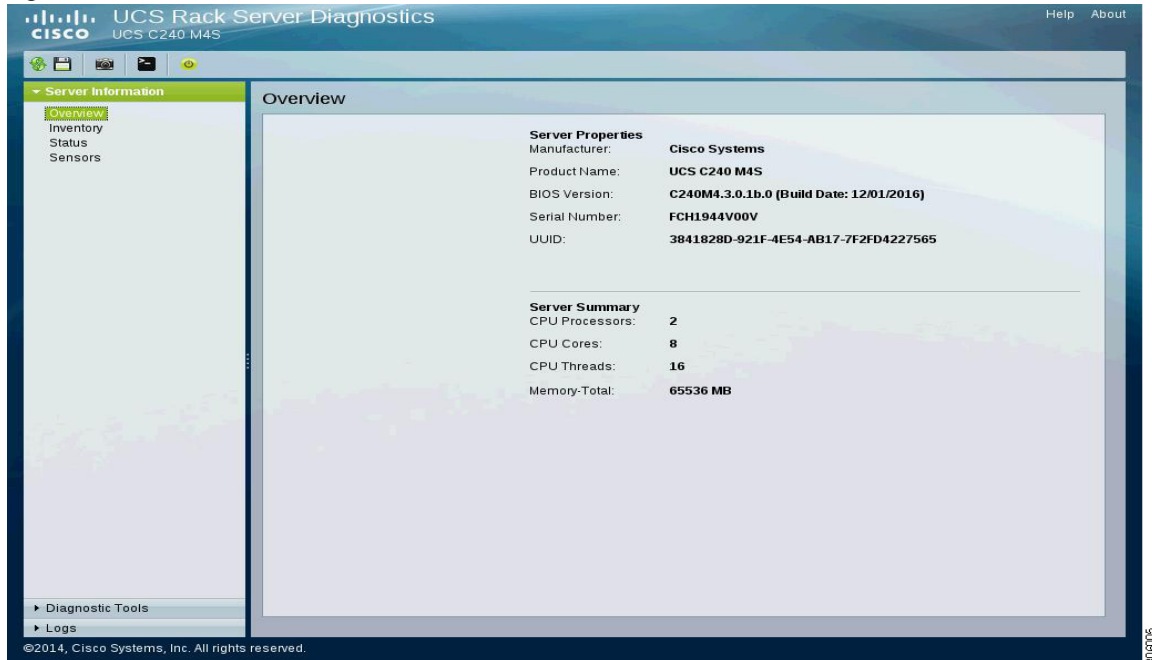 UCS Rack Server Diagnostics
CISCO UCS C240 M4S
Help About
Server Information
Overview
Inventory
Status
Sensors
Diagnostic Tools
Logs
Overview
Server Properties
Manufacturer: Cisco Systems
Product Name: UCS C240 M4S
BIOS Version: C240M4.3.0.1b.0 (Build Date: 12/01/2016)
Serial Number: FCH1944V00V
UUID: 3841828D-921F-4E54-AB17-7F2FD4227565
Server Summary
CPU Processors: 2
CPU Cores: 8
CPU Threads: 16
Memory-Total: 65536 MB
©2014, Cisco Systems, Inc. All rights reserved.